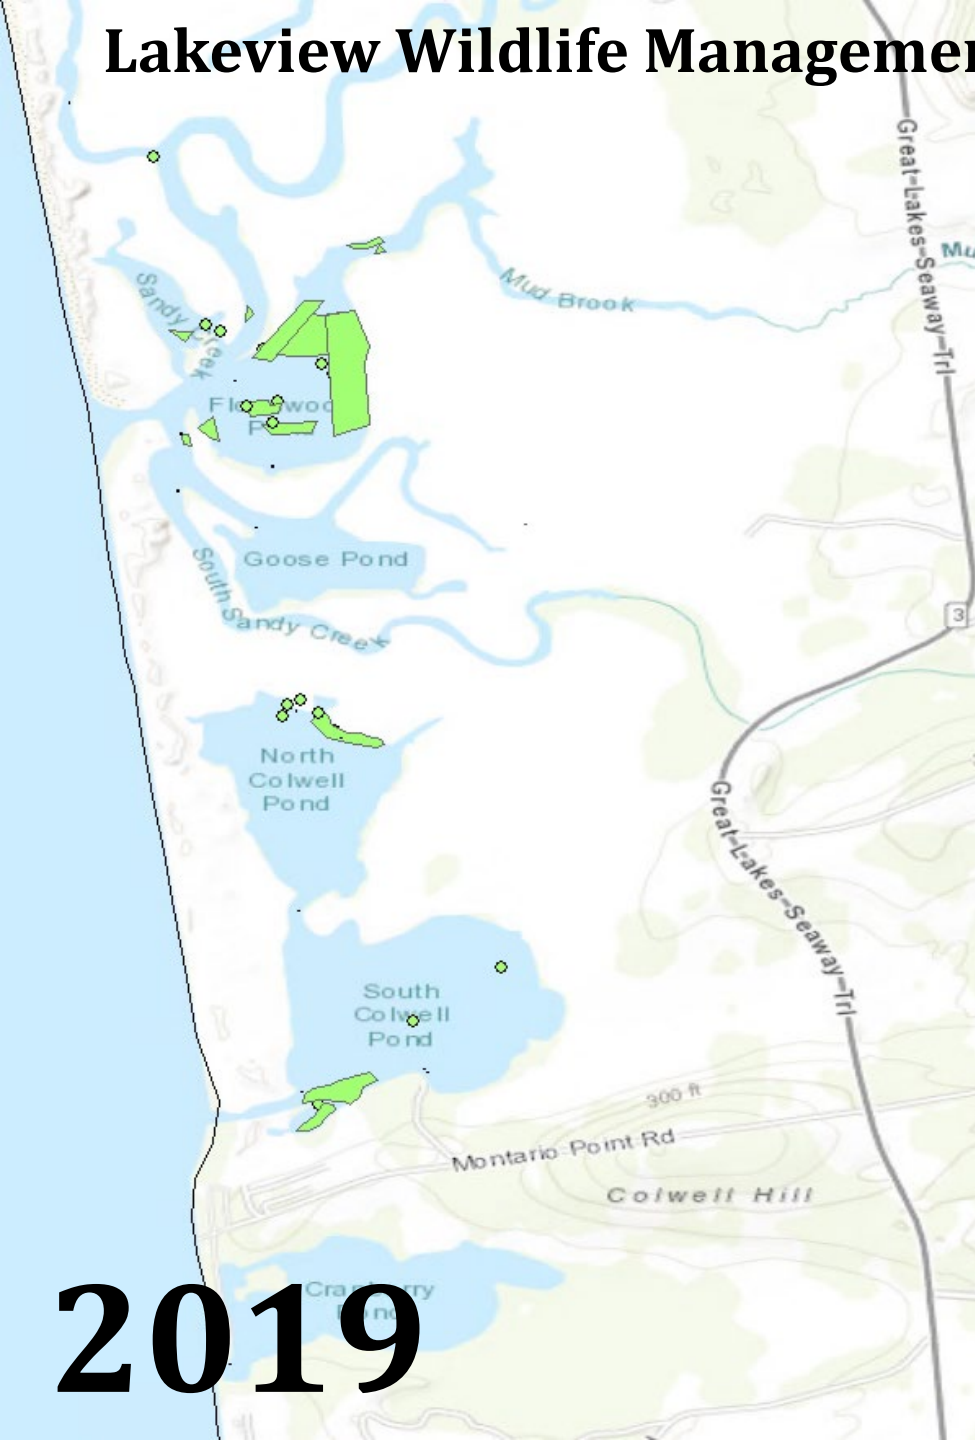 Lakeview Wildlife Managemen
Great-Lakes-Seaway-Trl
Mu
Mud Brook
Sandy Creek
Goose Pond
South Sandy Creek
3
North
Colwell
Pond
Great-Lakes-Seaway-Trl
South
Colwell
Pond
300 ft
Montario Point Rd
Colwell Hill
2019